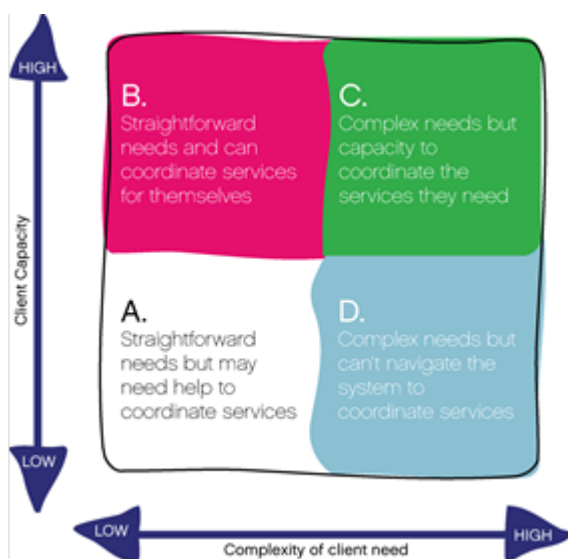 HIGH
B.
Straightforward
needs and can
coordinate services
for themselves
C.
Complex needs but
capacity to
coordinate the
services they need
Client Capacity
A.
Straightforward
needs but may
need help to
coordinate services
D.
Complex needs but
can't navigate the
system to
coordinate services
LOW
LOW
Complexity of client need
HIGH